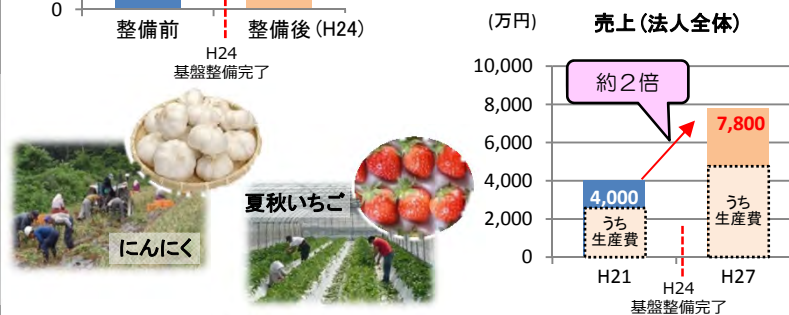 0
整備前
整備後(H24)
H24
基盤整備完了
にんにく
夏秋いちご
(万円)
売上(法人全体)
10,000
8,000
6,000
4,000
2,000
0
約2倍
4,000
7,800
うち
生産費
うち
生産費
H21
H27
H24
基盤整備完了